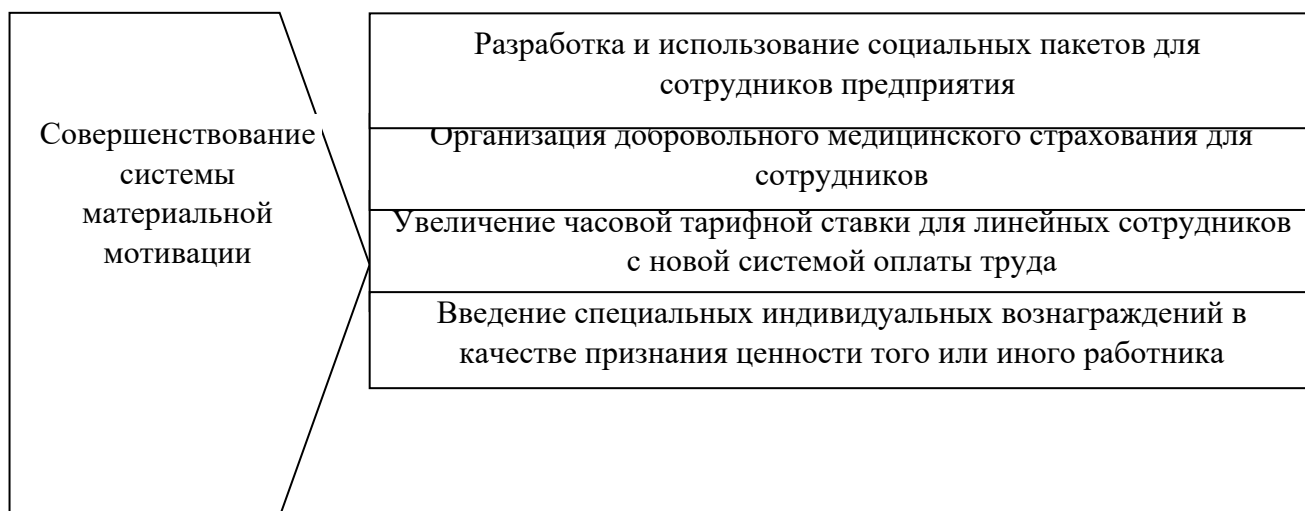 Совершенствование
системы
материальной
мотивации
Разработка и использование социальных пакетов для
сотрудников предприятия
Организация добровольного медицинского страхования для
сотрудников
Увеличение часовой тарифной ставки для линейных сотрудников
с новой системой оплаты труда
Введение специальных индивидуальных вознаграждений в
качестве признания ценности того или иного работника